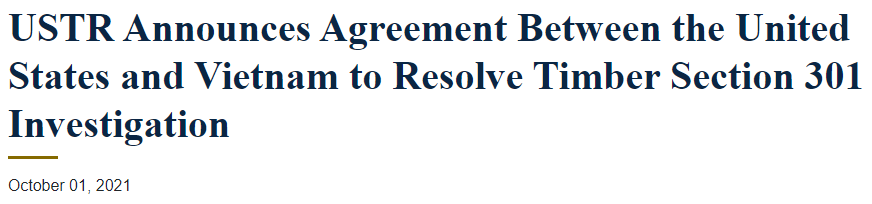 USTR Announces Agreement Between the United
States and Vietnam to Resolve Timber Section 301
Investigation
October 01, 2021